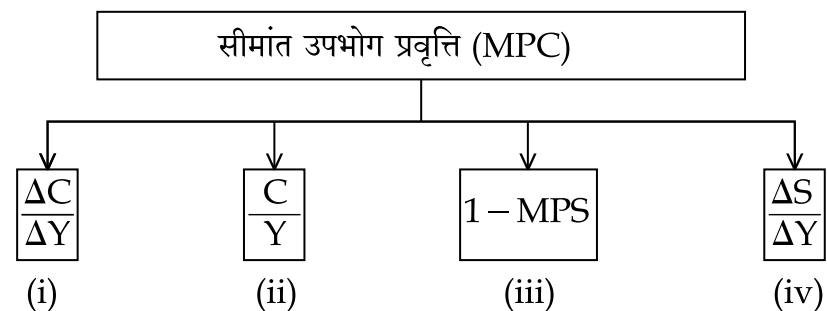 सीमांत उपभोग प्रवृत्ति (MPC)
ΔC/ΔY C/Y 1 – MPS ΔS/ΔY
(i) (ii) (iii) (iv)